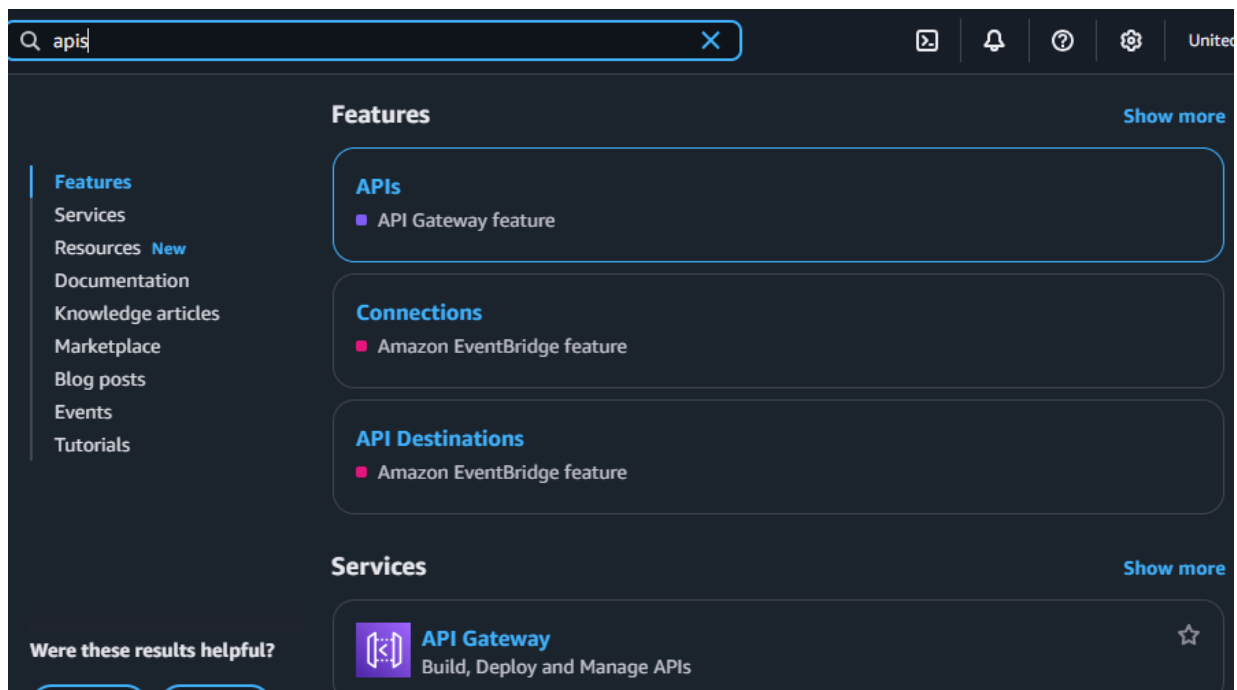 apis
United
Features
Show more
Features
Services
Resources New
Documentation
Knowledge articles
Marketplace
Blog posts
Events
Tutorials
APIs
API Gateway feature
Connections
Amazon EventBridge feature
API Destinations
Amazon EventBridge feature
Services
Show more
API Gateway
Build, Deploy and Manage APIs
Were these results helpful?